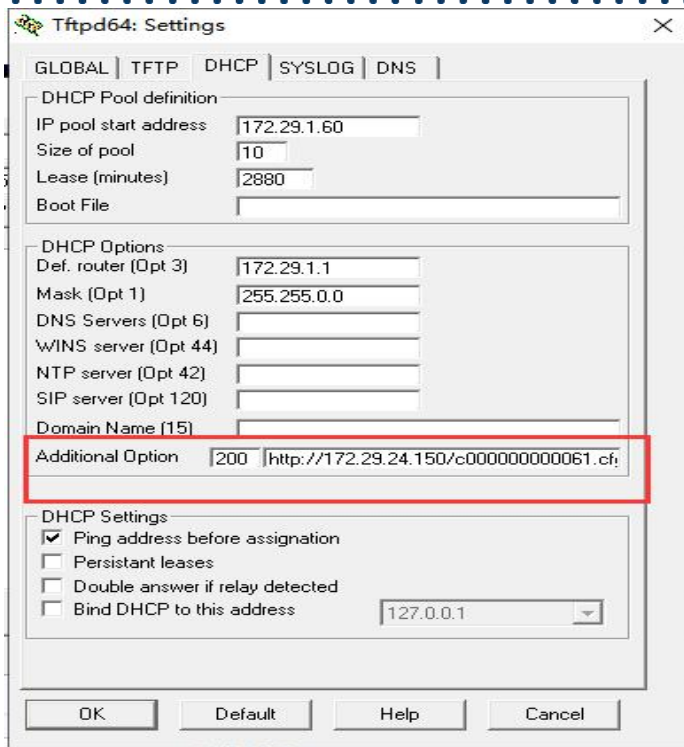 Tftpd64: Settings
GLOBAL TFTP DHCP SYSLOG DNS
DHCP Pool definition
IP pool start address 172.29.1.60
Size of pool 10
Lease (minutes) 2880
Boot File
DHCP Options
Def. router (Opt 3) 172.29.1.1
Mask (Opt 1) 255.255.0.0
DNS Servers (Opt 6)
WINS server (Opt 44)
NTP server (Opt 42)
SIP server (Opt 120)
Domain Name (15)
Additional Option 200 http://172.29.24.150/c000000000061.cf
DHCP Settings
Ping address before assignation
Persistant leases
Double answer if relay detected
Bind DHCP to this address 127.0.0.1
OK Default Help Cancel